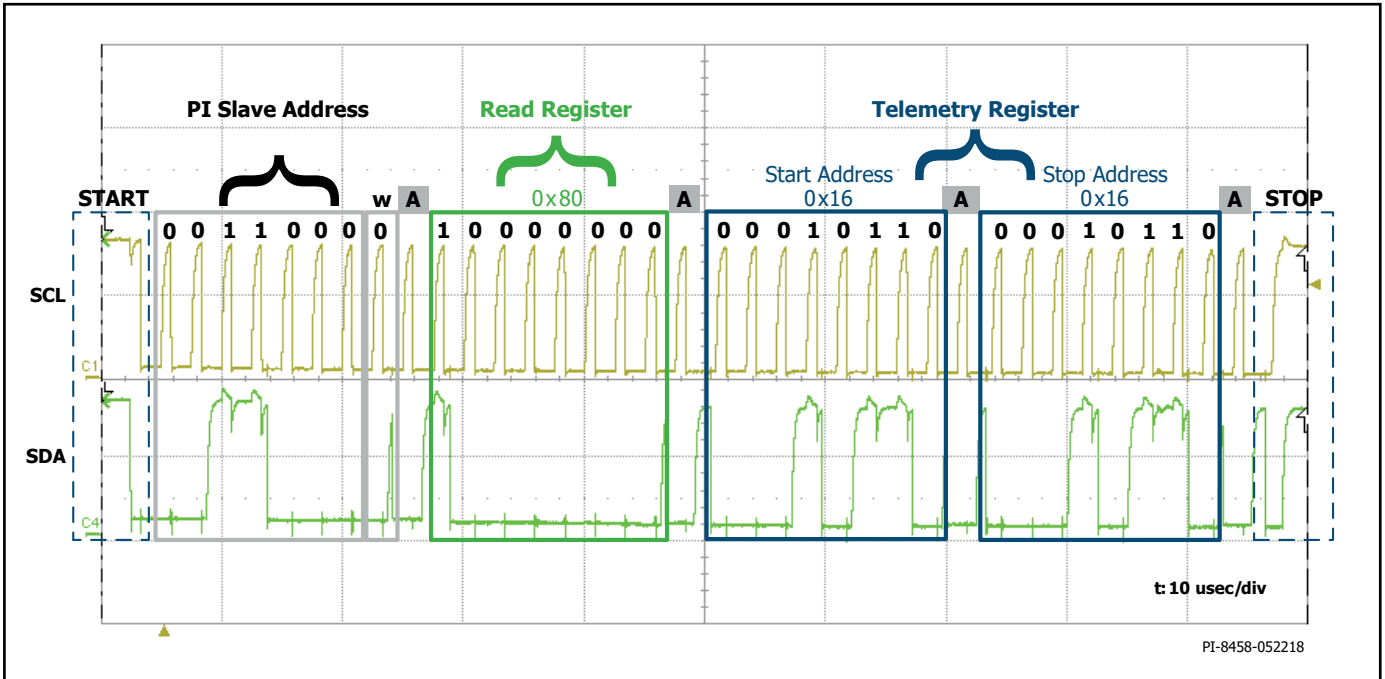 PI Slave Address
Read Register
Telemetry Register
Start Address
Stop Address
START
w
A
0x80
A
0x16
A
0x16
A
STOP
0 0 1 1 0 0 0 0
1 0 0 0 0 0 0 0
0 0 0 1 0 1 1 0
0 0 0 1 0 1 1 0
SCL
C1
SDA
C4
t: 10 usec/div
PI-8458-052218